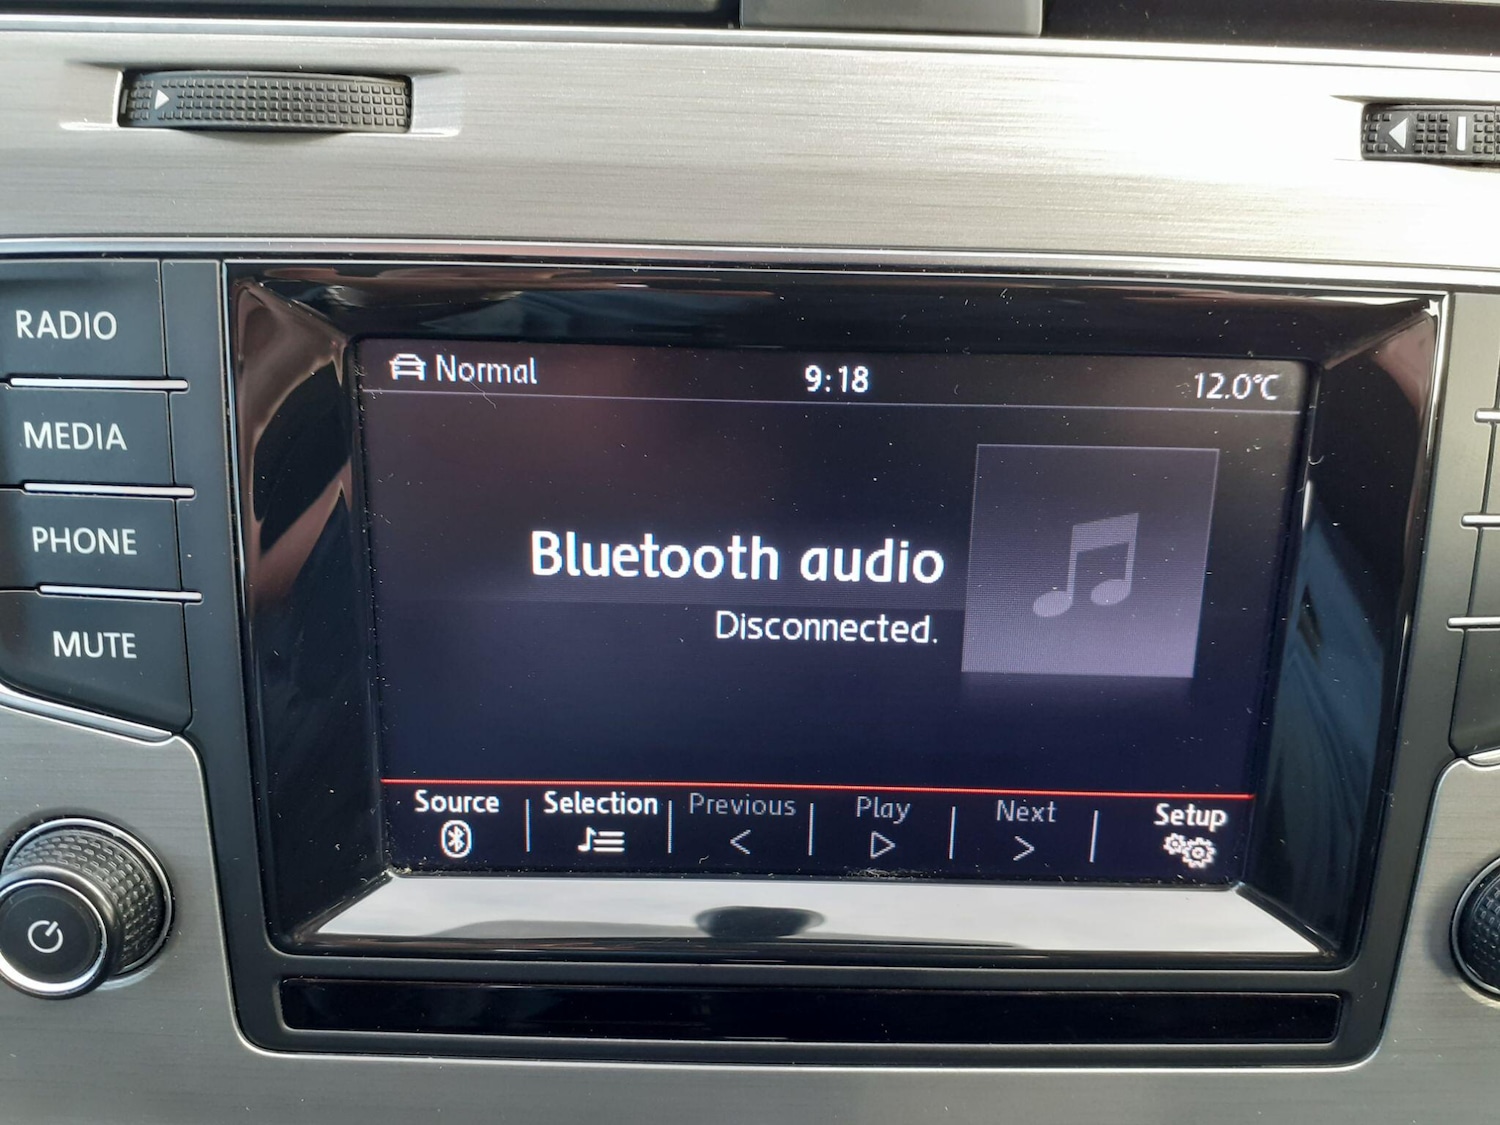 RADIO
MEDIA
PHONE
MUTE
Normal
9:18
12.0°C
Bluetooth audio
Disconnected.
Source
Selection
Previous
Play
Next
Setup